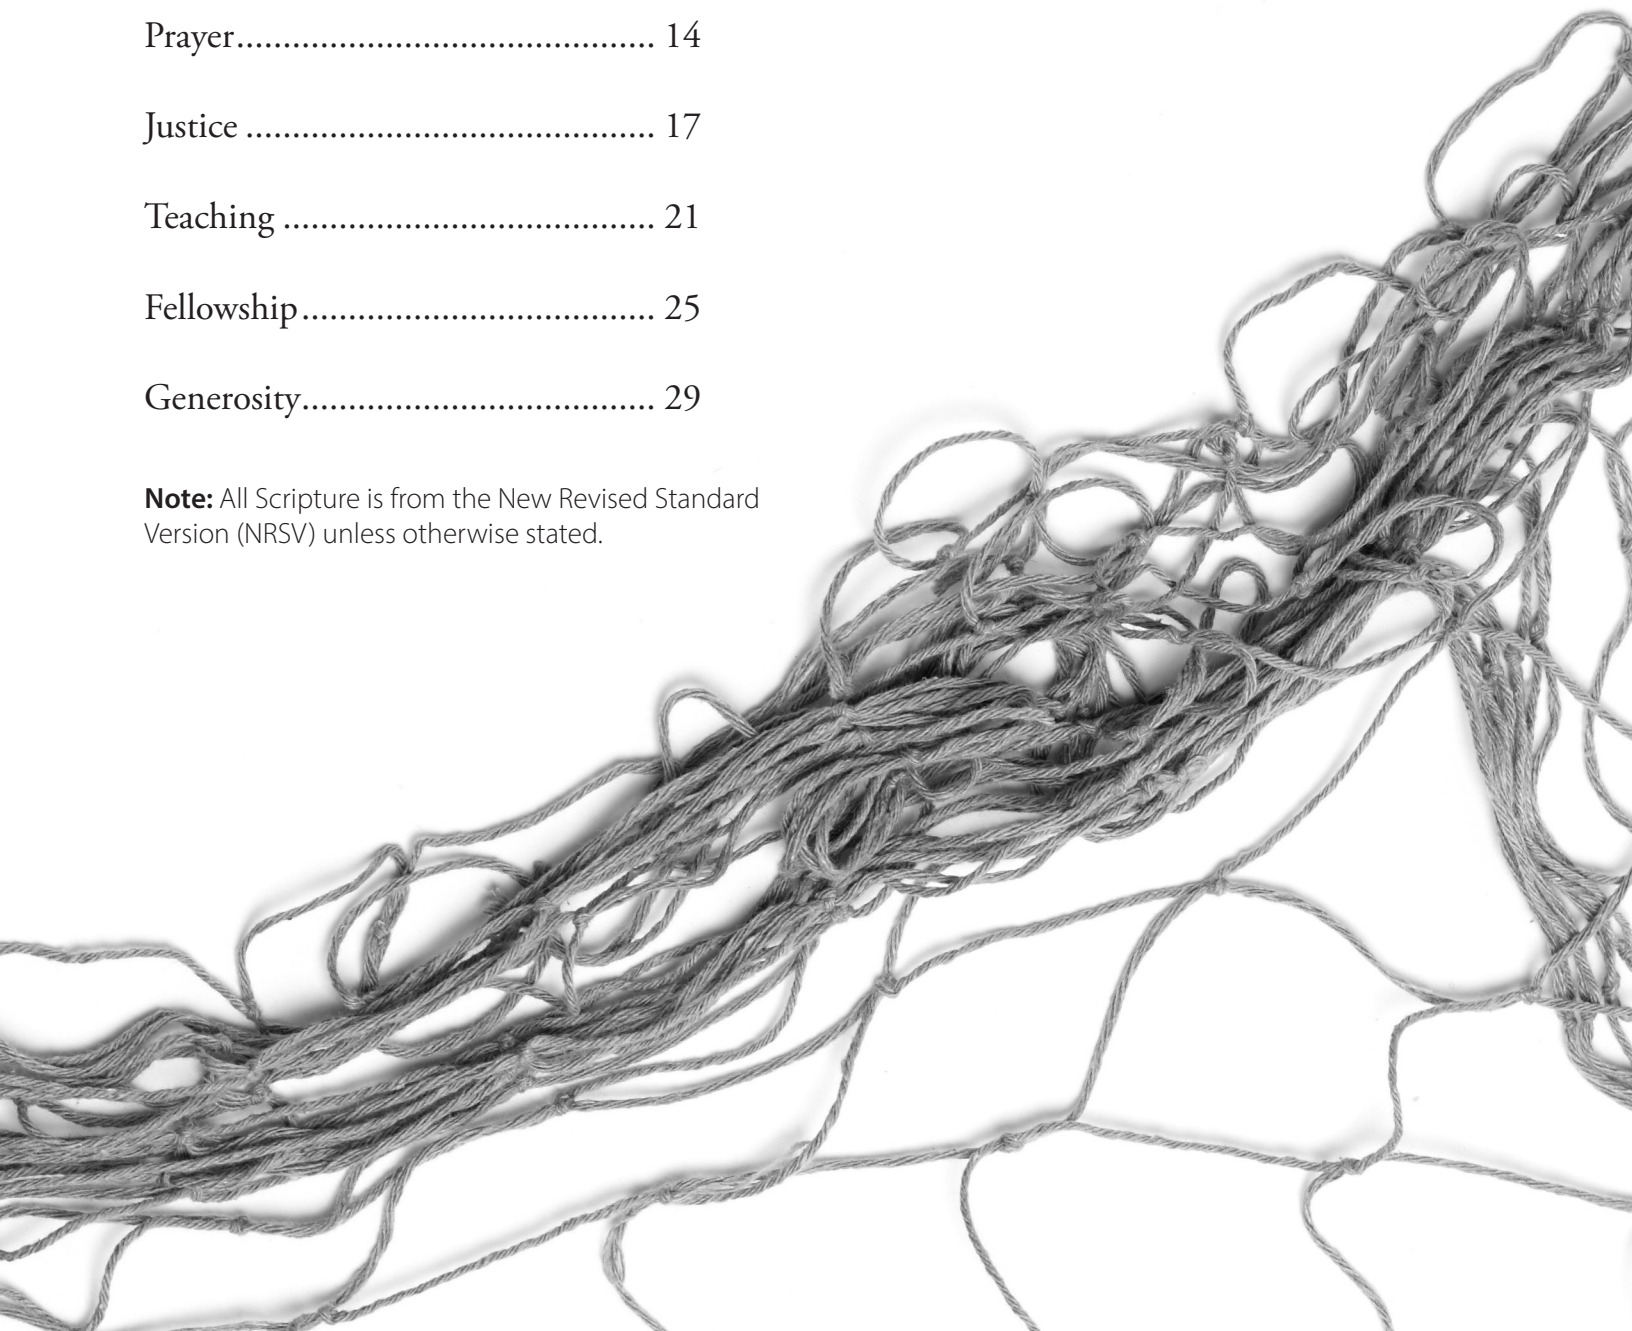 Prayer............................................. 14
Justice ............................................ 17
Teaching ........................................ 21
Fellowship...................................... 25
Generosity...................................... 29
Note: All Scripture is from the New Revised Standard
Version (NRSV) unless otherwise stated.